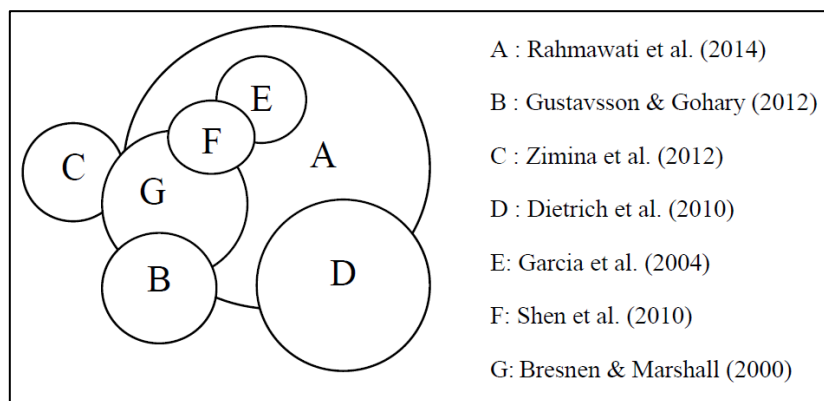 A : Rahmawati et al. (2014)
B : Gustavsson & Gohary (2012)
C : Zimina et al. (2012)
D : Dietrich et al. (2010)
E: Garcia et al. (2004)
F: Shen et al. (2010)
G: Bresnen & Marshall (2000)
E
F
A
C
G
B
D